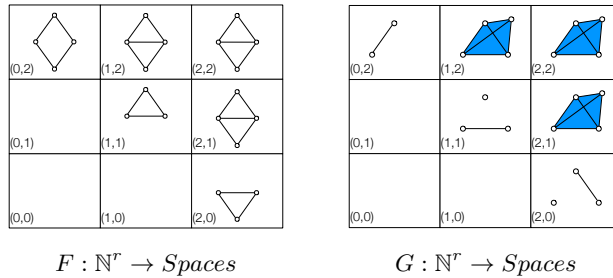 (0,2) (1,2) (2,2) (0,2) (1,2) (2,2)
(0,1) (1,1) (2,1) (0,1) (1,1) (2,1)
(0,0) (1,0) (2,0) (0,0) (1,0) (2,0)
F : ℕ^r → Spaces G : ℕ^r → Spaces